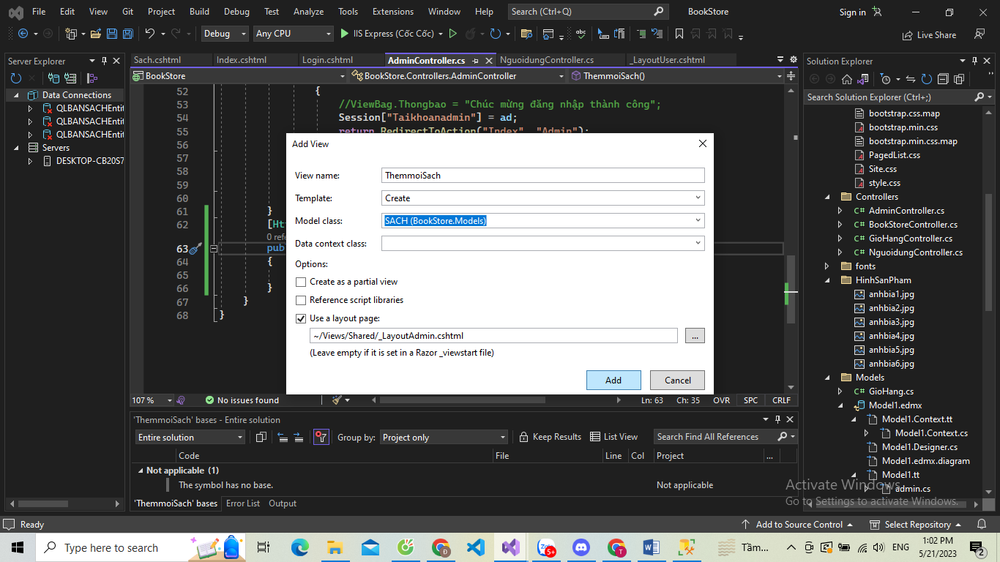 File Edit View Git Project Build Debug Test Analyze Tools Extensions Window Help Search (Ctrl+Q) BookStore Sign in
Debug Any CPU IIS Express (Cốc Cốc) Live Share
Server Explorer
Data Connections
QLBANSACHEntit
QLBANSACHEntit
QLBANSACHEntit
Servers
DESKTOP-CB20S7
Sach.cshtml Index.cshtml Login.cshtml AdminController.cs NguoidungController.cs _LayoutUser.cshtml
BookStore BookStore.Controllers.AdminController ThemmoiSach()
52 {
53 //ViewBag.Thongbao = "Chúc mừng đăng nhập thành công";
54 Session["Taikhoanadmin"] = ad;
55 return RedirectToAction("Index", "Admin");
56
57
58
59
60
61 }
62 [Ht
0 refe
63 pub
64 {
65
66 }
67 }
68 }
Add View
View name: ThemmoiSach
Template: Create
Model class: SACH (BookStore.Models)
Data context class:
Options:
Create as a partial view
Reference script libraries
Use a layout page:
~/Views/Shared/_LayoutAdmin.cshtml ...
(Leave empty if it is set in a Razor _viewstart file)
Add Cancel
107 % No issues found Ln: 63 Ch: 35 OVR SPC CRLF
'ThemmoiSach' bases - Entire solution
Entire solution Group by: Project only Keep Results List View Search Find All References
Code File Line Col Project ...
Not applicable (1)
The symbol has no base. Not applicable
'ThemmoiSach' bases Error List Output
Solution Explorer
Search Solution Explorer (Ctrl+;)
bootstrap.css.map
bootstrap.min.css
bootstrap.min.css.map
PagedList.css
Site.css
style.css
Controllers
C# AdminController.cs
C# BookStoreController.cs
C# GioHangController.cs
C# NguoidungController.cs
fonts
HinhSanPham
anhbia1.jpg
anhbia2.jpg
anhbia3.jpg
anhbia4.jpg
anhbia5.jpg
anhbia6.jpg
Models
C# GioHang.cs
Model1.edmx
Model1.Context.tt
Model1.Context.cs
Model1.Designer.cs
Model1.edmx.diagram
Model1.tt
admin.cs
Activate Windows
Go to Settings to activate Windows.
Ready Add to Source Control Select Repository
Type here to search 5+ Tầm... ENG 1:02 PM
5/21/2023 2